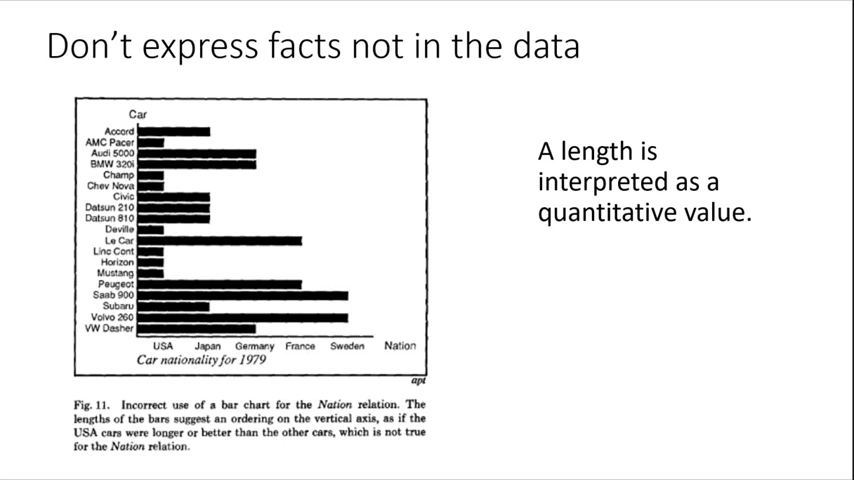 Don't express facts not in the data
Car
Accord
AMC Pacer
Audi 5000
BMW 320i
Champ
Chev Nova
Civic
Datsun 210
Datsun 810
Deville
Le Car
Linc Cont
Horizon
Mustang
Peugeot
Saab 900
Subaru
Volvo 260
VW Dasher
USA Japan Germany France Sweden Nation
Car nationality for 1979
apt
Fig. 11. Incorrect use of a bar chart for the Nation relation. The
lengths of the bars suggest an ordering on the vertical axis, as if the
USA cars were longer or better than the other cars, which is not true
for the Nation relation.
A length is
interpreted as a
quantitative value.